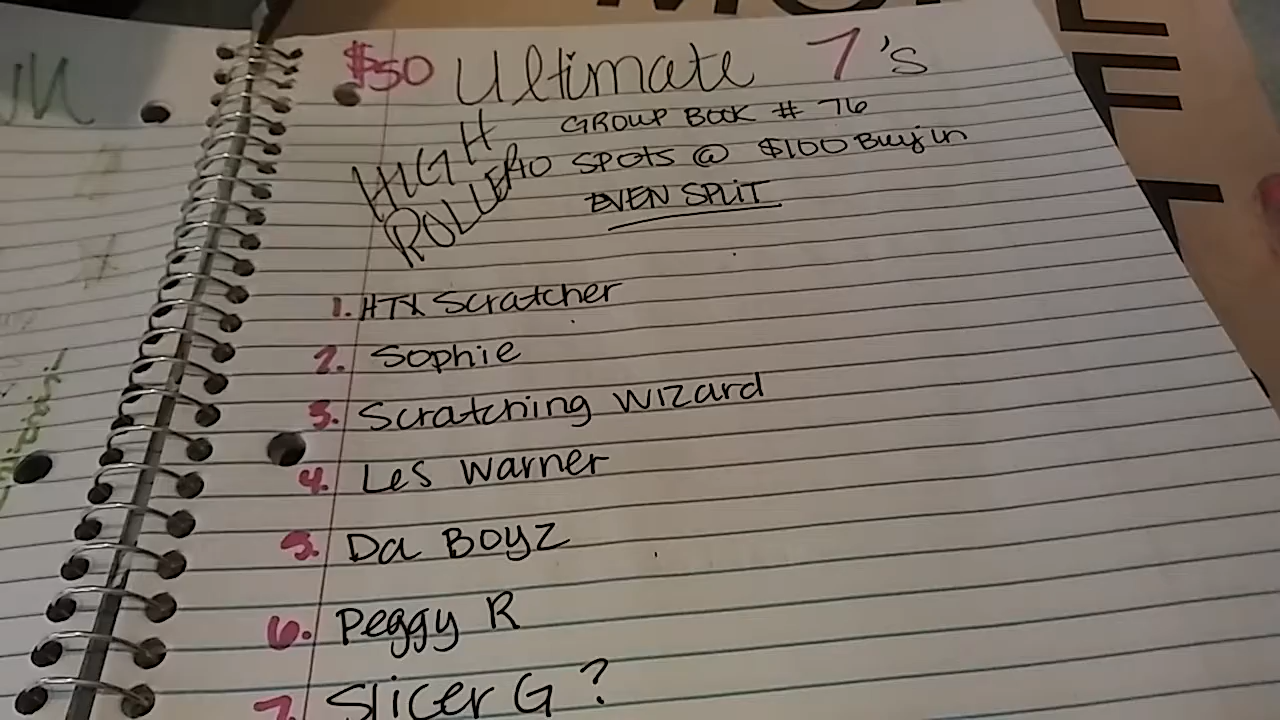 $50 Ultimate 7's
GROUP BOOK # 76
HIGH ROLLER
10 SPOTS @ $100 Buy in
EVEN SPLIT
1. HTX Scratcher
2. Sophie
3. Scratching Wizard
4. Les Warner
5. Da Boyz
6. Peggy R
7. Slicer G ?